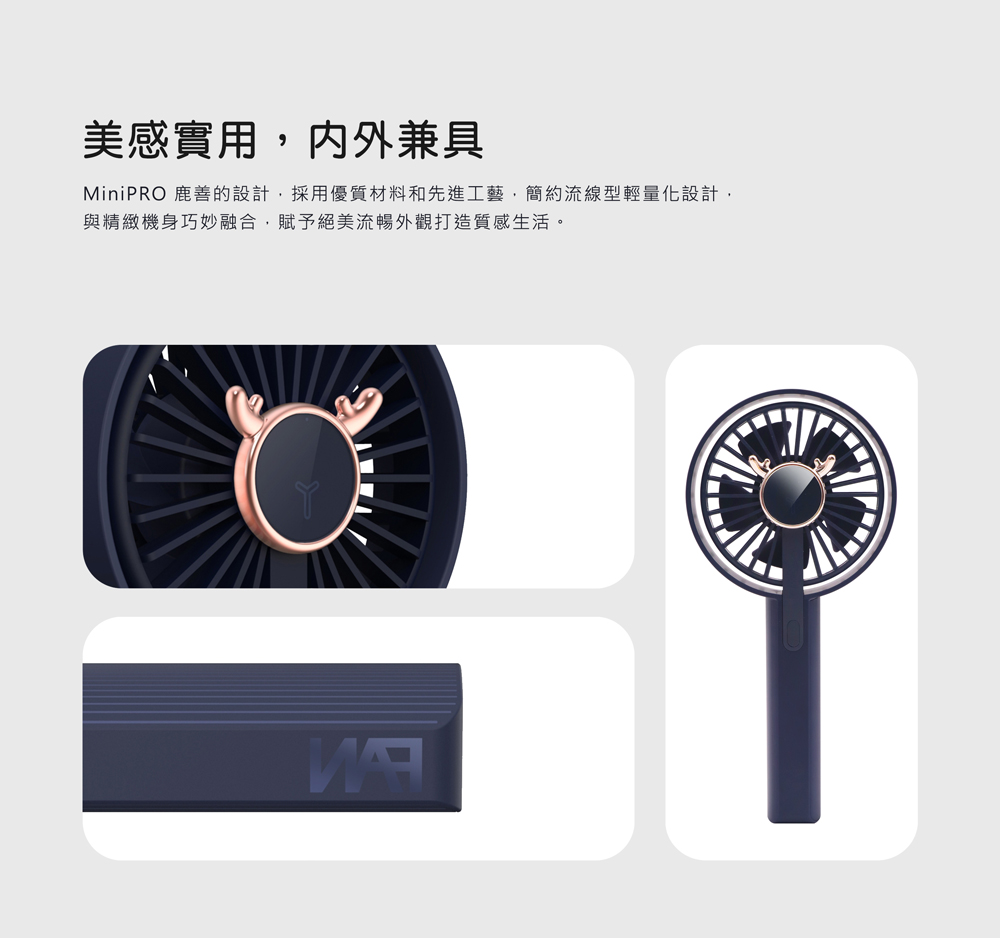 美感實用，內外兼具
MiniPRO 鹿善的設計，採用優質材料和先進工藝，簡約流線型輕量化設計，
與精緻機身巧妙融合，賦予絕美流暢外觀打造質感生活。
FAN